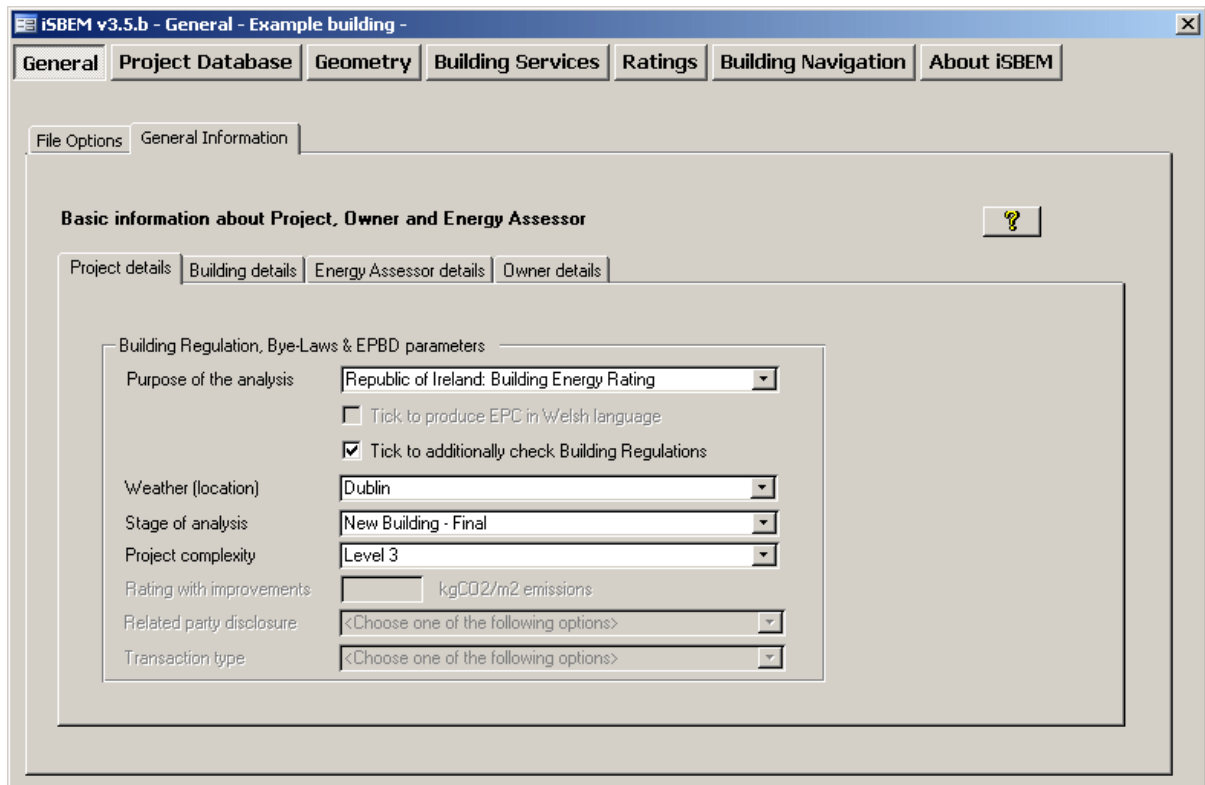 iSBEM v3.5.b - General - Example building -
General Project Database Geometry Building Services Ratings Building Navigation About iSBEM
File Options General Information
Basic information about Project, Owner and Energy Assessor ?
Project details Building details Energy Assessor details Owner details
Building Regulation, Bye-Laws & EPBD parameters
Purpose of the analysis Republic of Ireland: Building Energy Rating
Tick to produce EPC in Welsh language
Tick to additionally check Building Regulations
Weather (location) Dublin
Stage of analysis New Building - Final
Project complexity Level 3
Rating with improvements kgCO2/m2 emissions
Related party disclosure <Choose one of the following options>
Transaction type <Choose one of the following options>